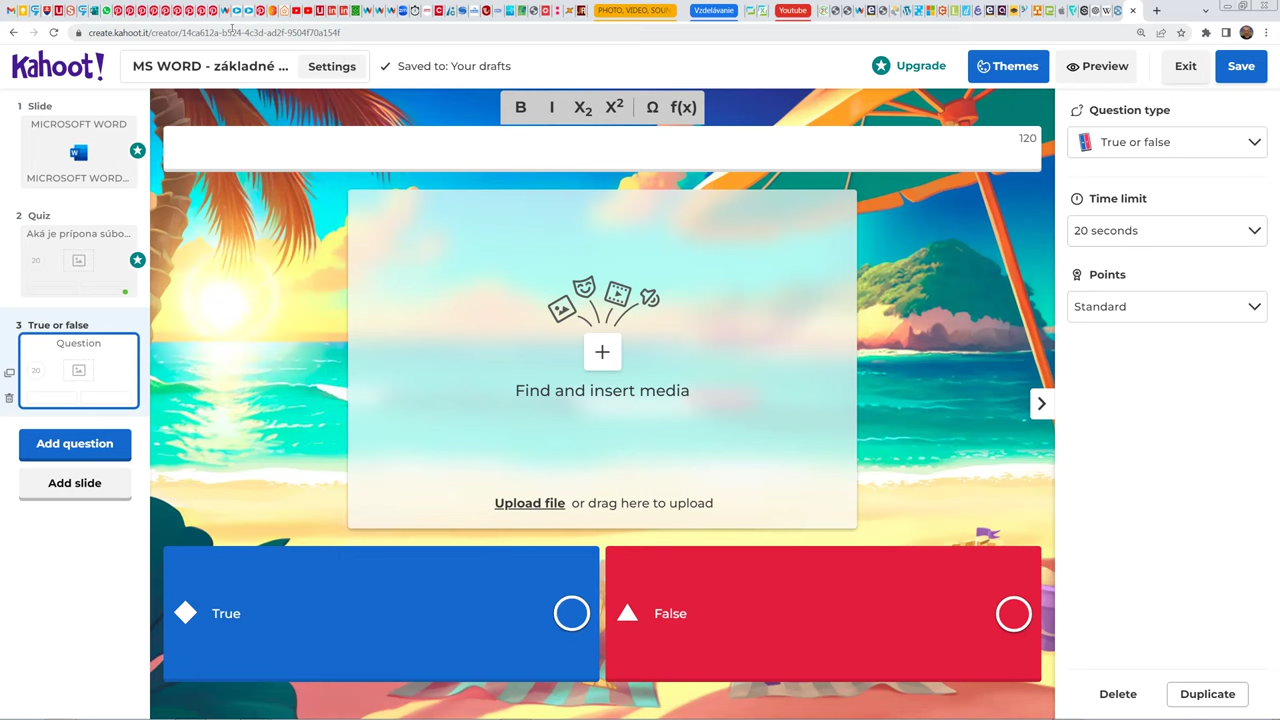 PHOTO, VIDEO, SOUN
Vzdelávanie
Youtube
create.kahoot.it/creator/14ca612a-b524-4c3d-ad2f-9504f70a154f
Kahoot!
MS WORD - základné ...
Settings
Saved to: Your drafts
Upgrade
Themes
Preview
Exit
Save
1 Slide
MICROSOFT WORD
MICROSOFT WORD...
2 Quiz
Aká je prípona súbo...
20
3 True or false
Question
20
Add question
Add slide
B I X2 X2 Ω f(x)
120
Find and insert media
Upload file or drag here to upload
True
False
Question type
True or false
Time limit
20 seconds
Points
Standard
Delete
Duplicate